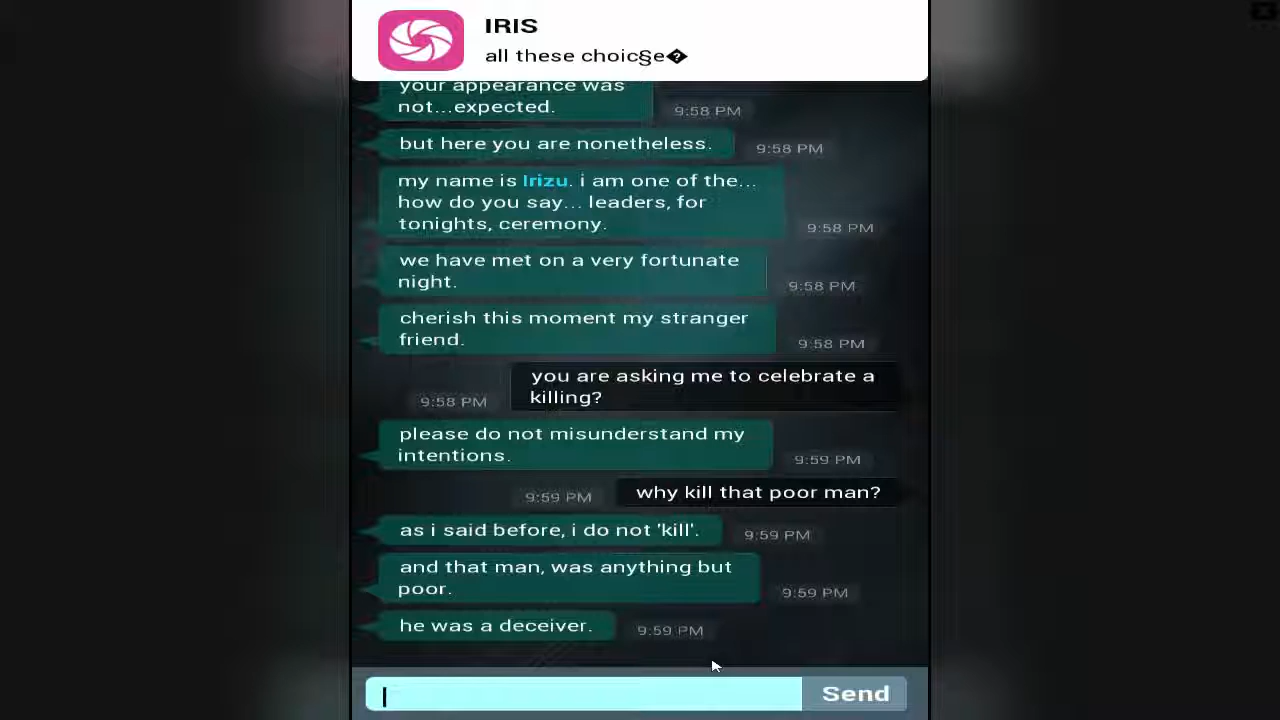 IRIS
all these choic§e�
your appearance was
not...expected.
9:58 PM
but here you are nonetheless.
9:58 PM
my name is Irizu. i am one of the...
how do you say... leaders, for
tonights, ceremony.
9:58 PM
we have met on a very fortunate
night.
9:58 PM
cherish this moment my stranger
friend.
9:58 PM
you are asking me to celebrate a
killing?
9:58 PM
please do not misunderstand my
intentions.
9:59 PM
why kill that poor man?
9:59 PM
as i said before, i do not 'kill'.
9:59 PM
and that man, was anything but
poor.
9:59 PM
he was a deceiver.
9:59 PM
Send